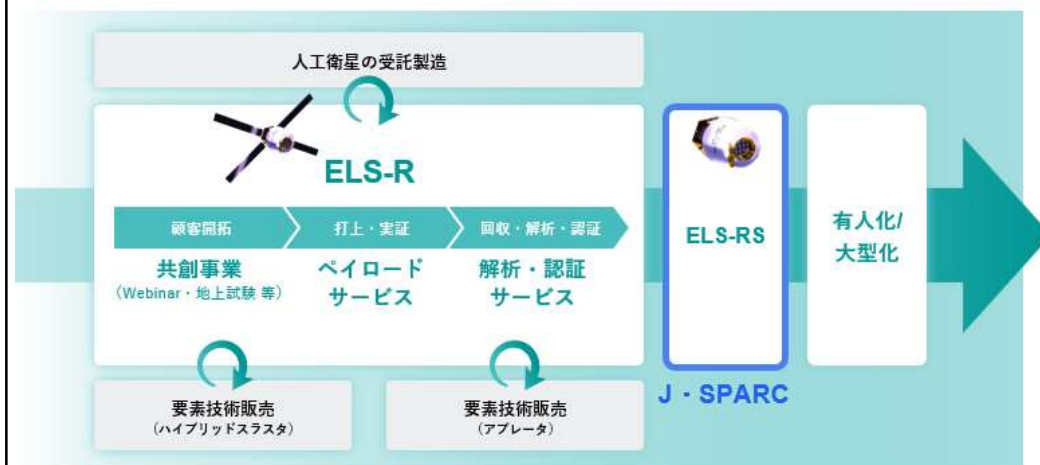 人工衛星の受託製造
ELS-R
顧客開拓
打上・実証
回収・解析・認証
共創事業
(Webinar・地上試験 等)
ペイロード
サービス
解析・認証
サービス
要素技術販売
(ハイブリッドスラスタ)
要素技術販売
(アブレータ)
ELS-RS
J・SPARC
有人化/
大型化